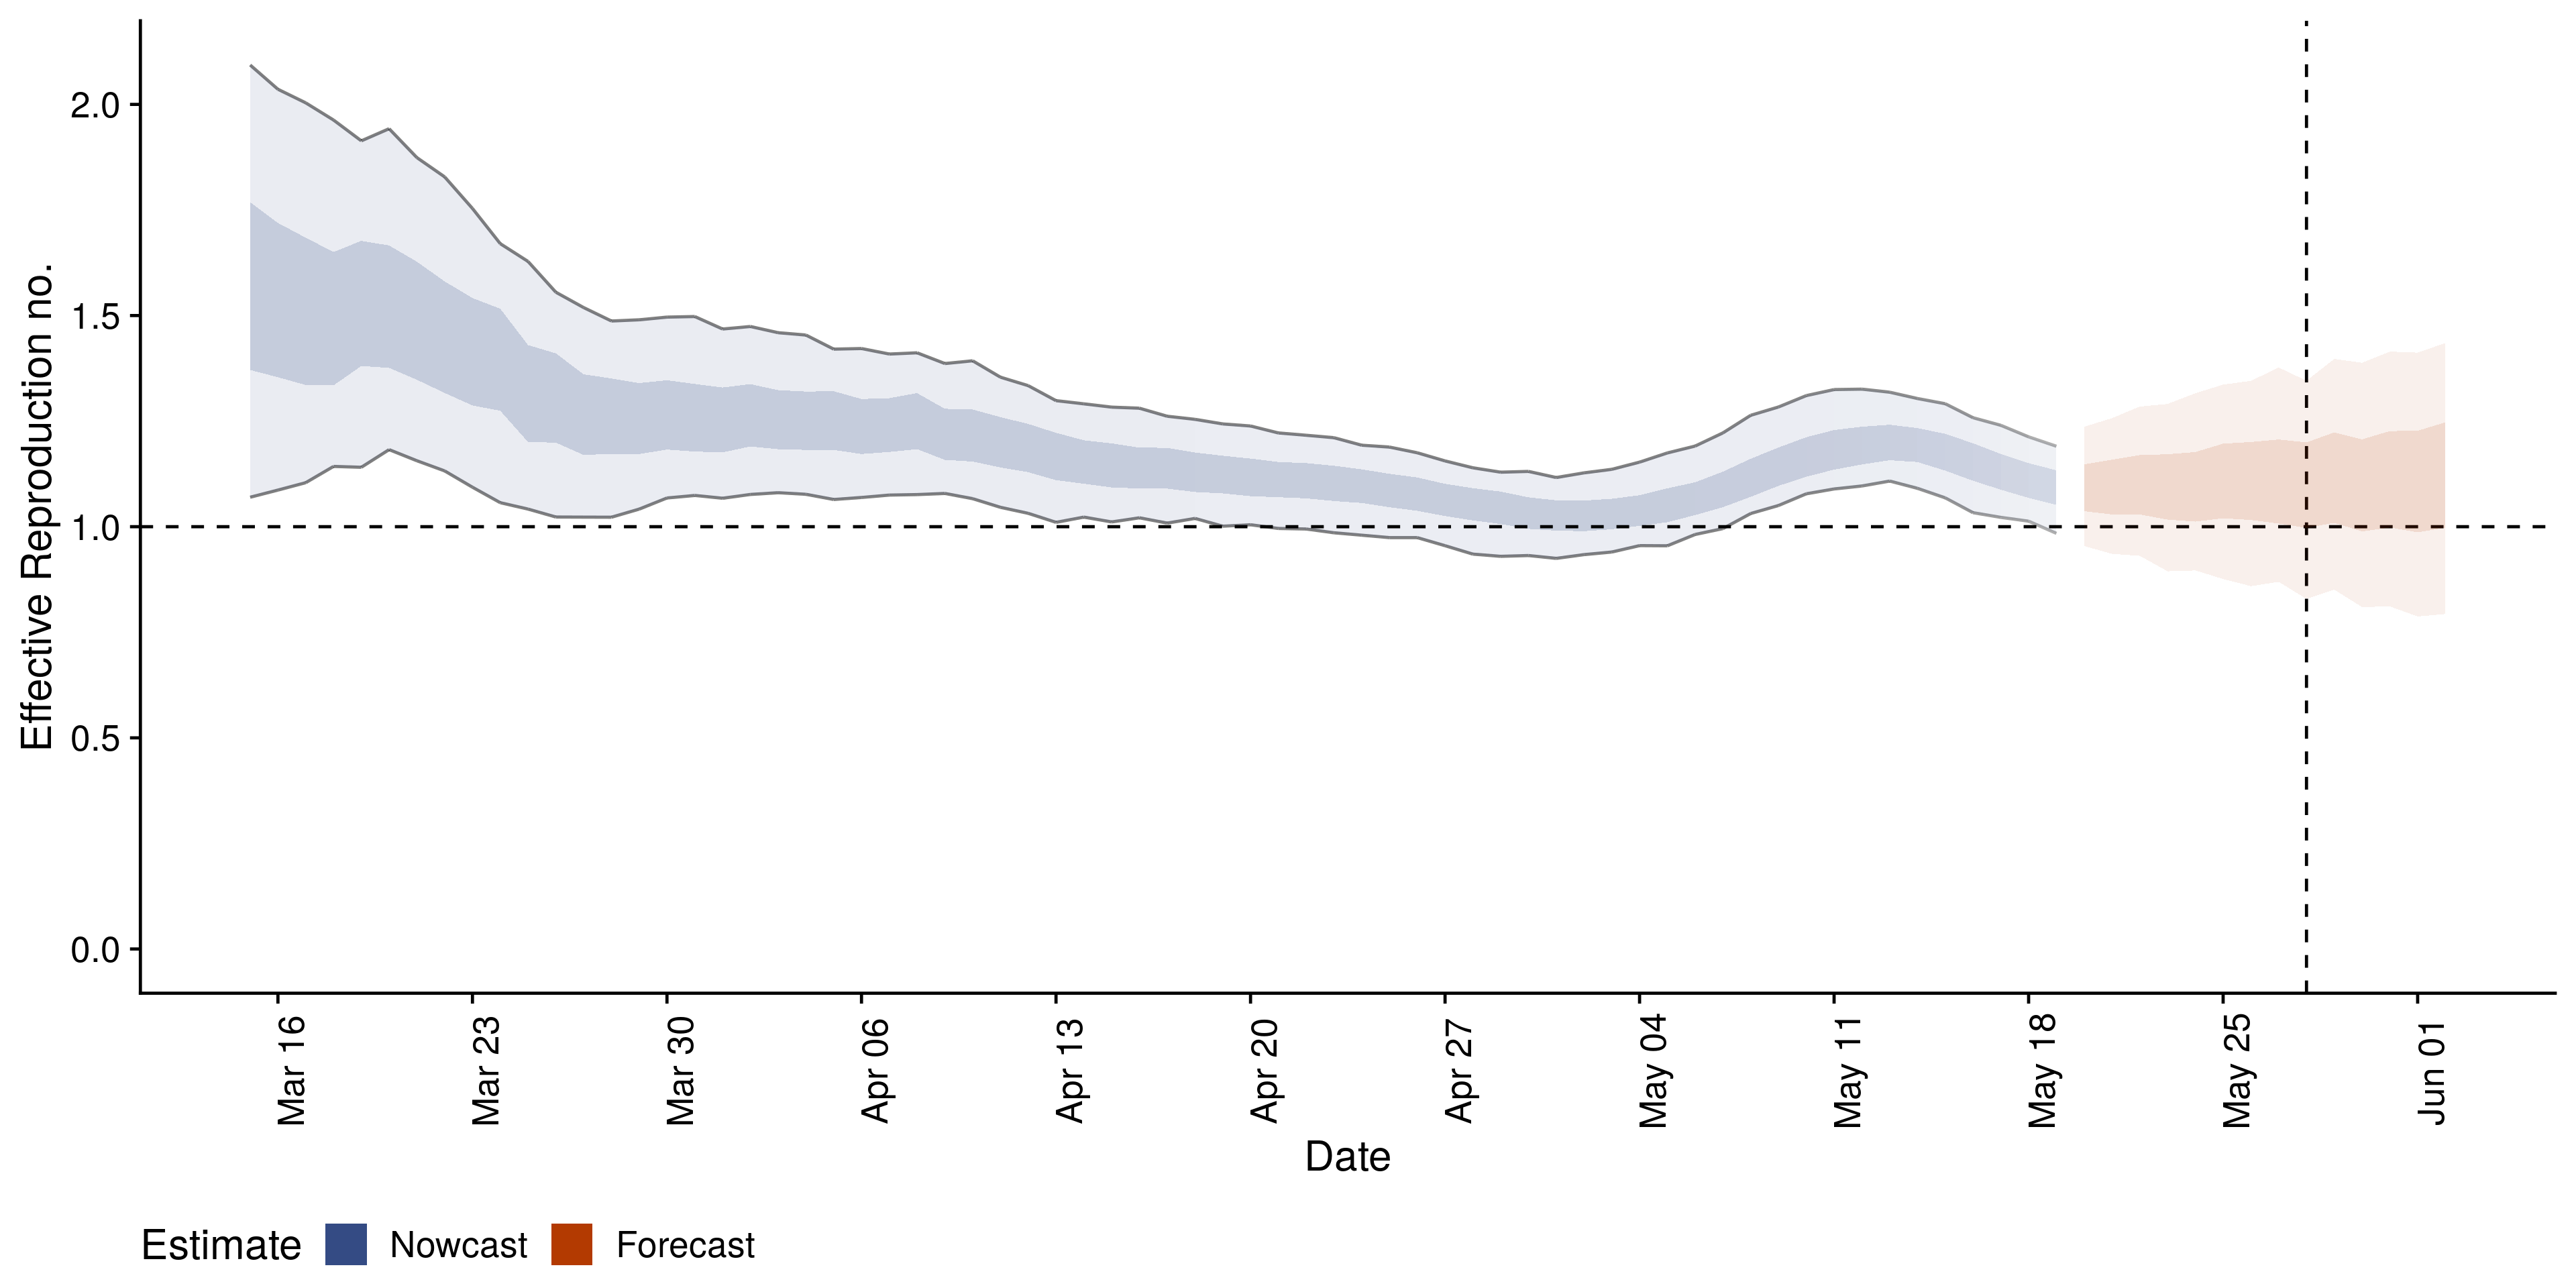 Effective Reproduction no.
2.0
1.5
1.0
0.5
0.0
Mar 16
Mar 23
Mar 30
Apr 06
Apr 13
Apr 20
Apr 27
May 04
May 11
May 18
May 25
Jun 01
Date
Estimate Nowcast Forecast